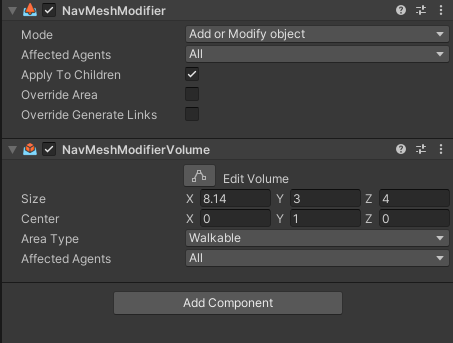 NavMeshModifier
Mode Add or Modify object
Affected Agents All
Apply To Children
Override Area
Override Generate Links
NavMeshModifierVolume
Edit Volume
Size X 8.14 Y 3 Z 4
Center X 0 Y 1 Z 0
Area Type Walkable
Affected Agents All
Add Component